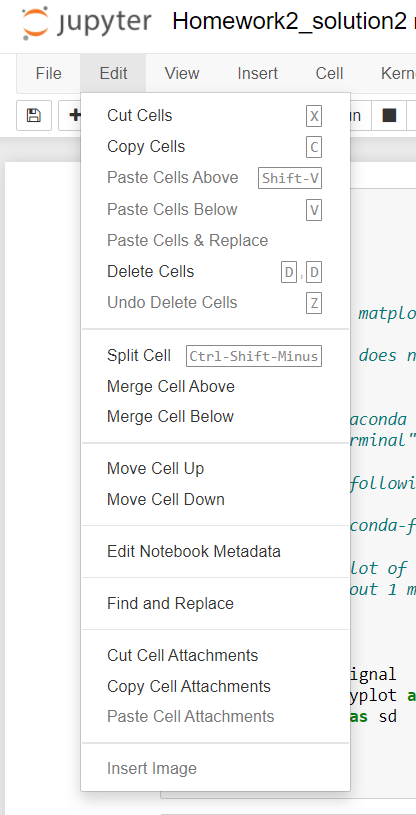 jupyter Homework2_solution2
File Edit View Insert Cell
Cut Cells X
Copy Cells C
Paste Cells Above Shift-V
Paste Cells Below V
Paste Cells & Replace
Delete Cells D,D
Undo Delete Cells Z
matplo
Split Cell Ctrl-Shift-Minus
does n
Merge Cell Above
Merge Cell Below
aconda
rminal"
Move Cell Up
followi
Move Cell Down
conda-f
Edit Notebook Metadata
lot of
out 1 m
Find and Replace
Cut Cell Attachments
ignal
Copy Cell Attachments
yplot a
Paste Cell Attachments
as sd
Insert Image